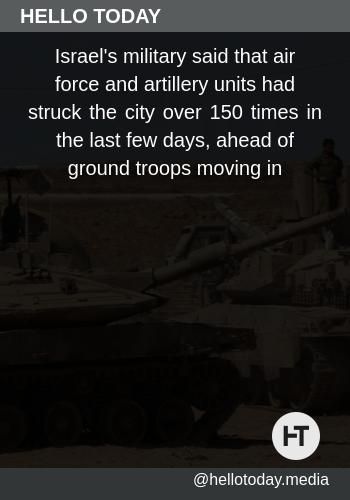 HELLO TODAY
Israel's military said that air
force and artillery units had
struck the city over 150 times in
the last few days, ahead of
ground troops moving in
HT
@hellotoday.media